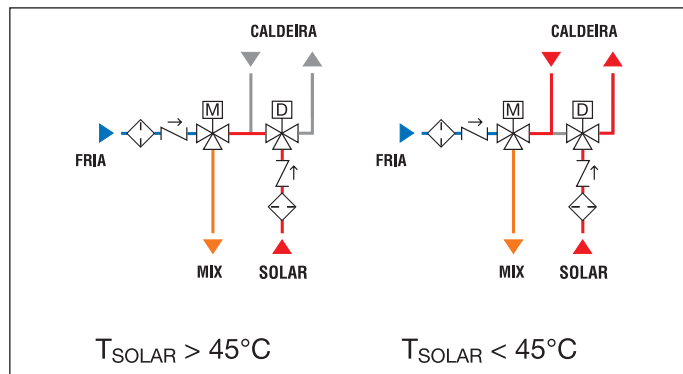 CALDEIRA
CALDEIRA
M
D
M
D
FRIA
FRIA
MIX
SOLAR
MIX
SOLAR
TSOLAR > 45°C
TSOLAR < 45°C